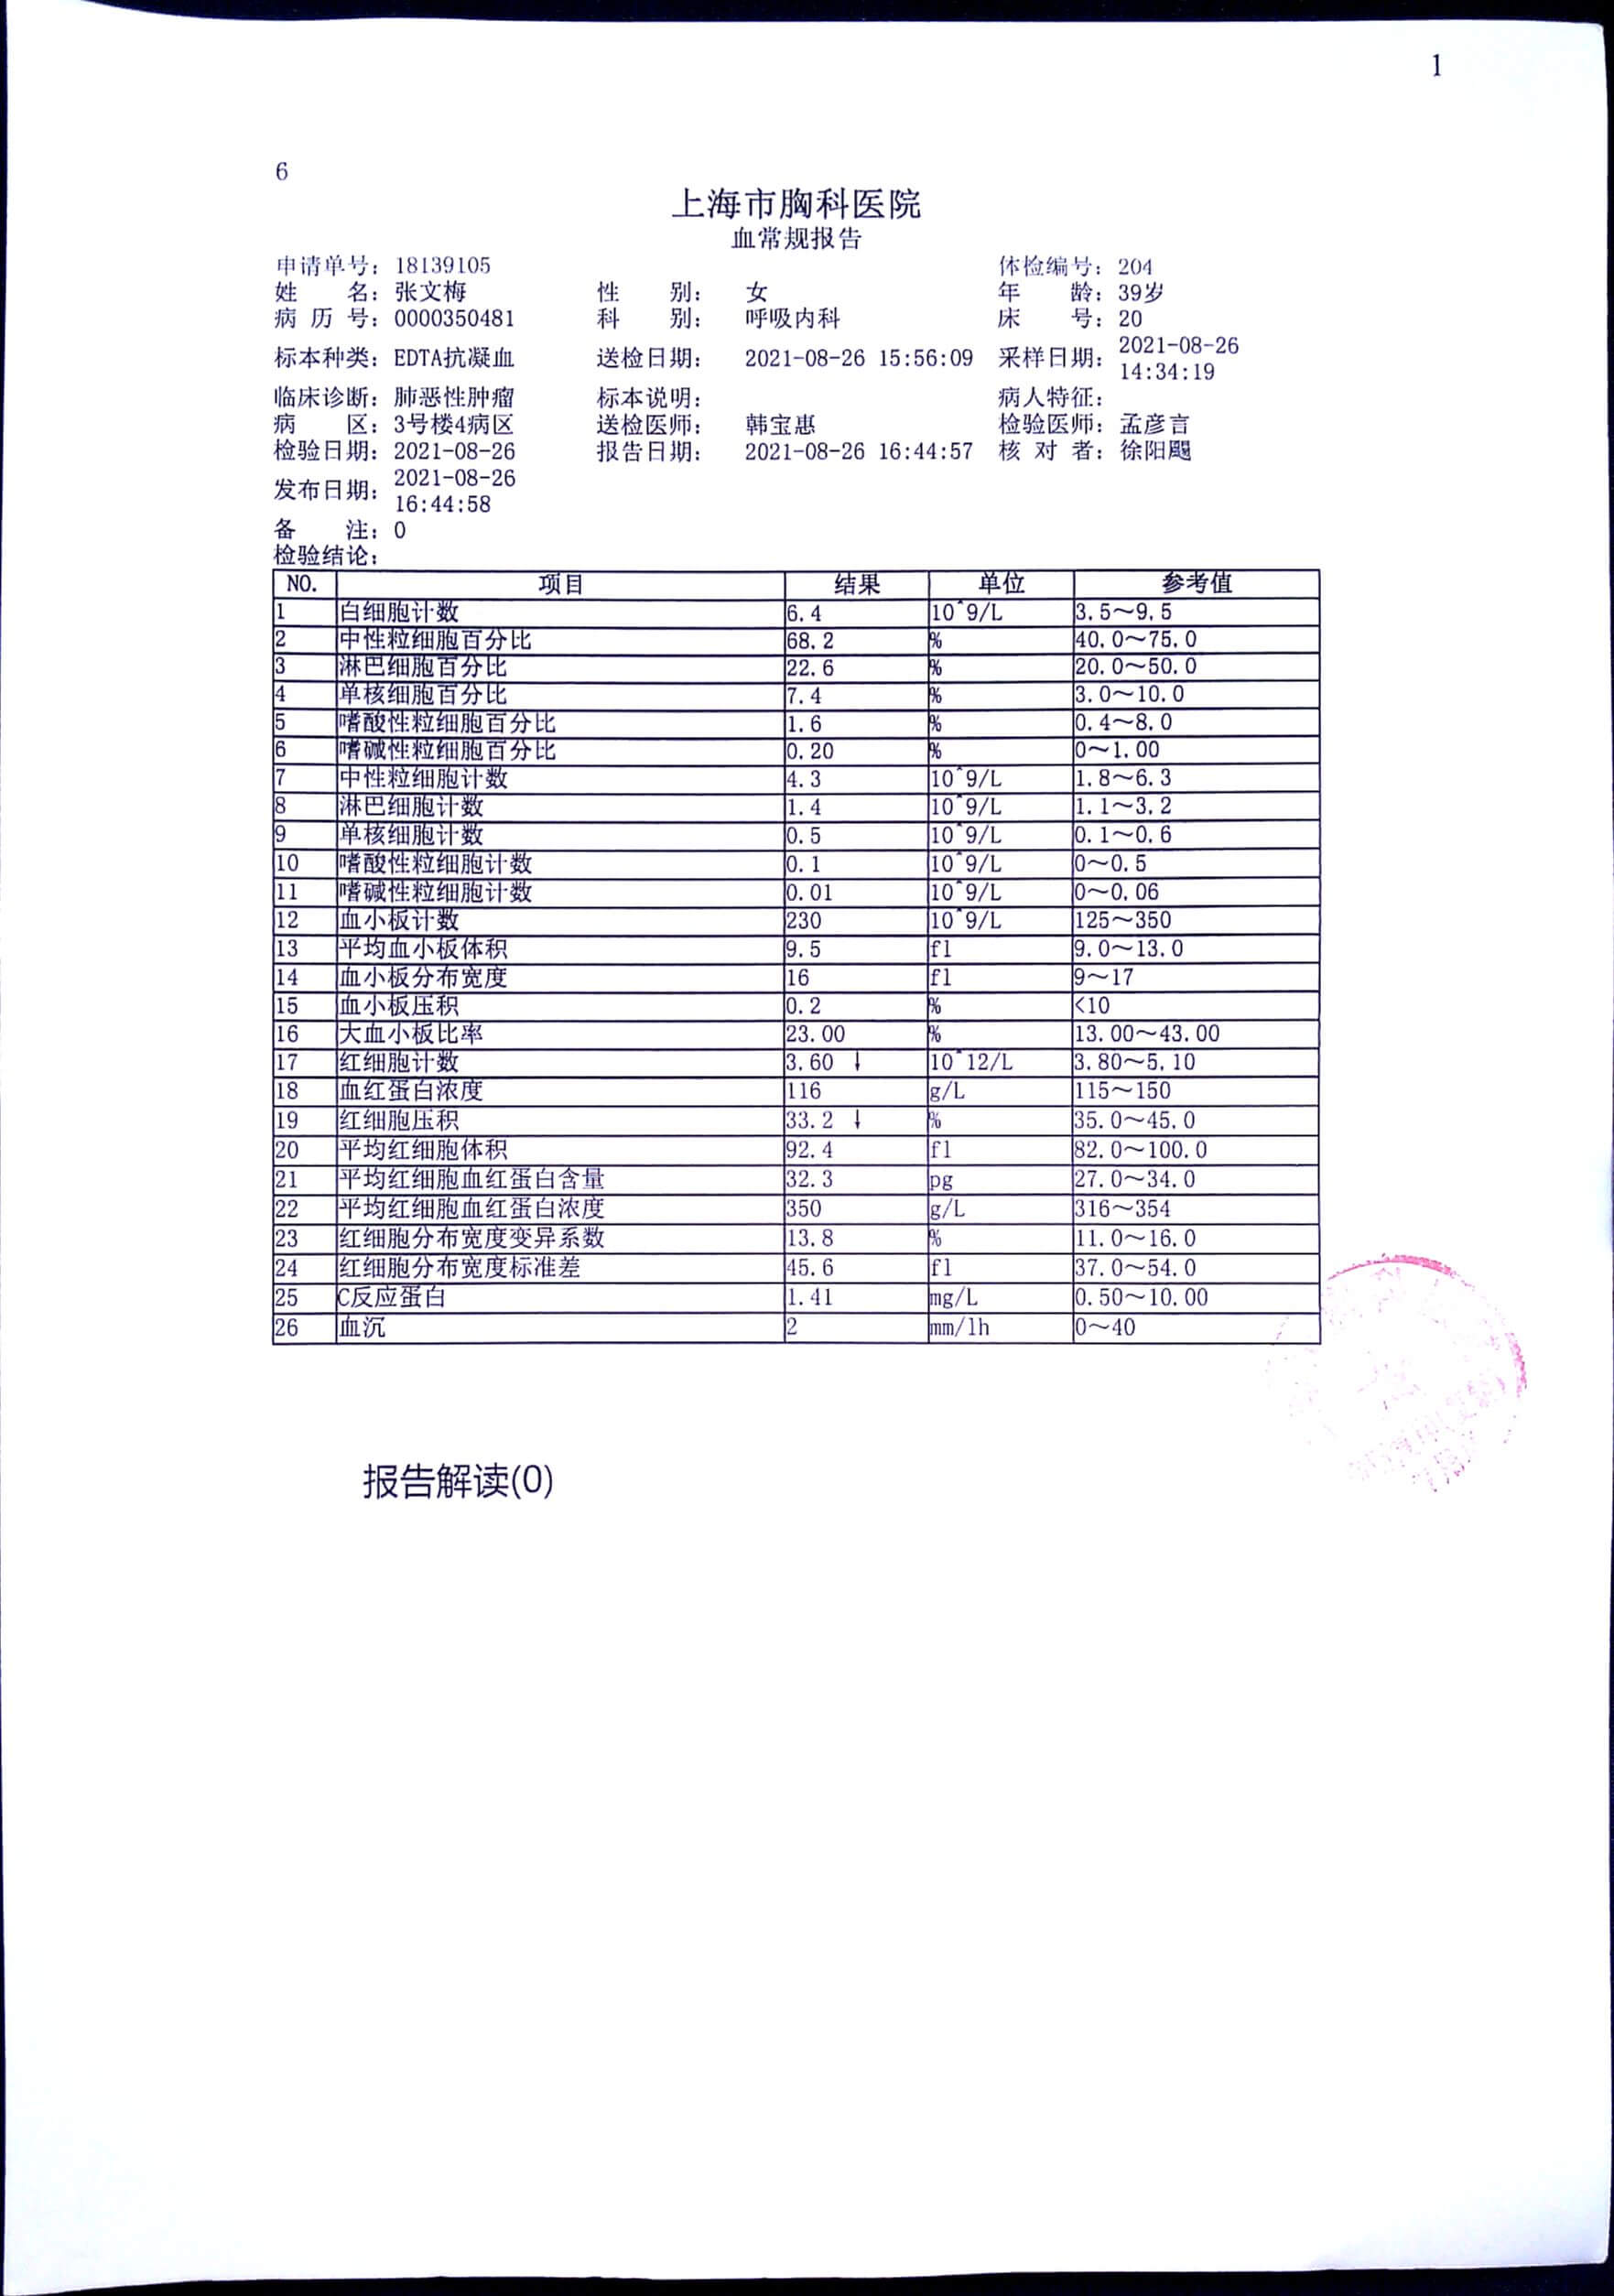 1
6
上海市胸科医院
血常规报告
申请单号: 18139105 体检编号: 204
姓 名: 张文梅 性 别: 女 年 龄: 39岁
病 历 号: 0000350481 科 别: 呼吸内科 床 号: 20
标本种类: EDTA抗凝血 送检日期: 2021-08-26 15:56:09 采样日期: 2021-08-26 14:34:19
临床诊断: 肺恶性肿瘤 标本说明: 病人特征:
病 区: 3号楼4病区 送检医师: 韩宝惠 检验医师: 孟彦言
检验日期: 2021-08-26 报告日期: 2021-08-26 16:44:57 核 对 者: 徐阳飓
发布日期: 2021-08-26 16:44:58
备 注: 0
检验结论:
NO. 项目 结果 单位 参考值
1 白细胞计数 6.4 10^9/L 3.5~9.5
2 中性粒细胞百分比 68.2 % 40.0~75.0
3 淋巴细胞百分比 22.6 % 20.0~50.0
4 单核细胞百分比 7.4 % 3.0~10.0
5 嗜酸性粒细胞百分比 1.6 % 0.4~8.0
6 嗜碱性粒细胞百分比 0.20 % 0~1.00
7 中性粒细胞计数 4.3 10^9/L 1.8~6.3
8 淋巴细胞计数 1.4 10^9/L 1.1~3.2
9 单核细胞计数 0.5 10^9/L 0.1~0.6
10 嗜酸性粒细胞计数 0.1 10^9/L 0~0.5
11 嗜碱性粒细胞计数 0.01 10^9/L 0~0.06
12 血小板计数 230 10^9/L 125~350
13 平均血小板体积 9.5 fl 9.0~13.0
14 血小板分布宽度 16 fl 9~17
15 血小板压积 0.2 % <10
16 大血小板比率 23.00 % 13.00~43.00
17 红细胞计数 3.60 ↓ 10^12/L 3.80~5.10
18 血红蛋白浓度 116 g/L 115~150
19 红细胞压积 33.2 ↓ % 35.0~45.0
20 平均红细胞体积 92.4 fl 82.0~100.0
21 平均红细胞血红蛋白含量 32.3 pg 27.0~34.0
22 平均红细胞血红蛋白浓度 350 g/L 316~354
23 红细胞分布宽度变异系数 13.8 % 11.0~16.0
24 红细胞分布宽度标准差 45.6 fl 37.0~54.0
25 C反应蛋白 1.41 mg/L 0.50~10.00
26 血沉 2 mm/1h 0~40
报告解读(0)